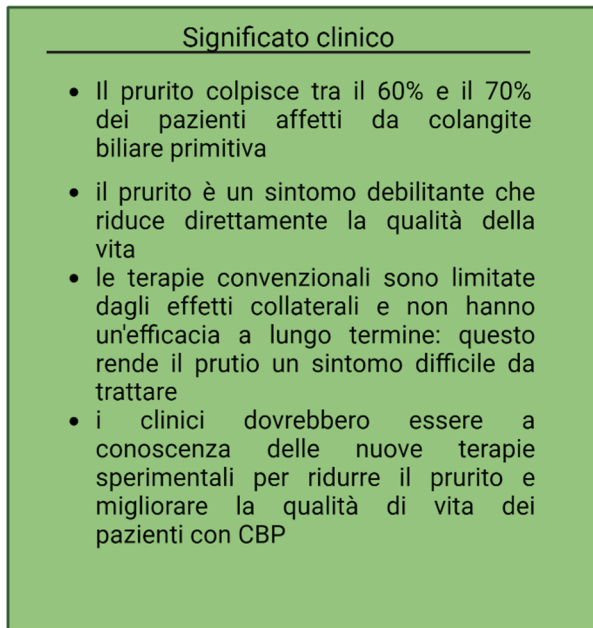 Significato clinico
• Il prurito colpisce tra il 60% e il 70%
dei pazienti affetti da colangite
biliare primitiva
• il prurito è un sintomo debilitante che
riduce direttamente la qualità della
vita
• le terapie convenzionali sono limitate
dagli effetti collaterali e non hanno
un'efficacia a lungo termine: questo
rende il prutio un sintomo difficile da
trattare
• i clinici dovrebbero essere a
conoscenza delle nuove terapie
sperimentali per ridurre il prurito e
migliorare la qualità di vita dei
pazienti con CBP